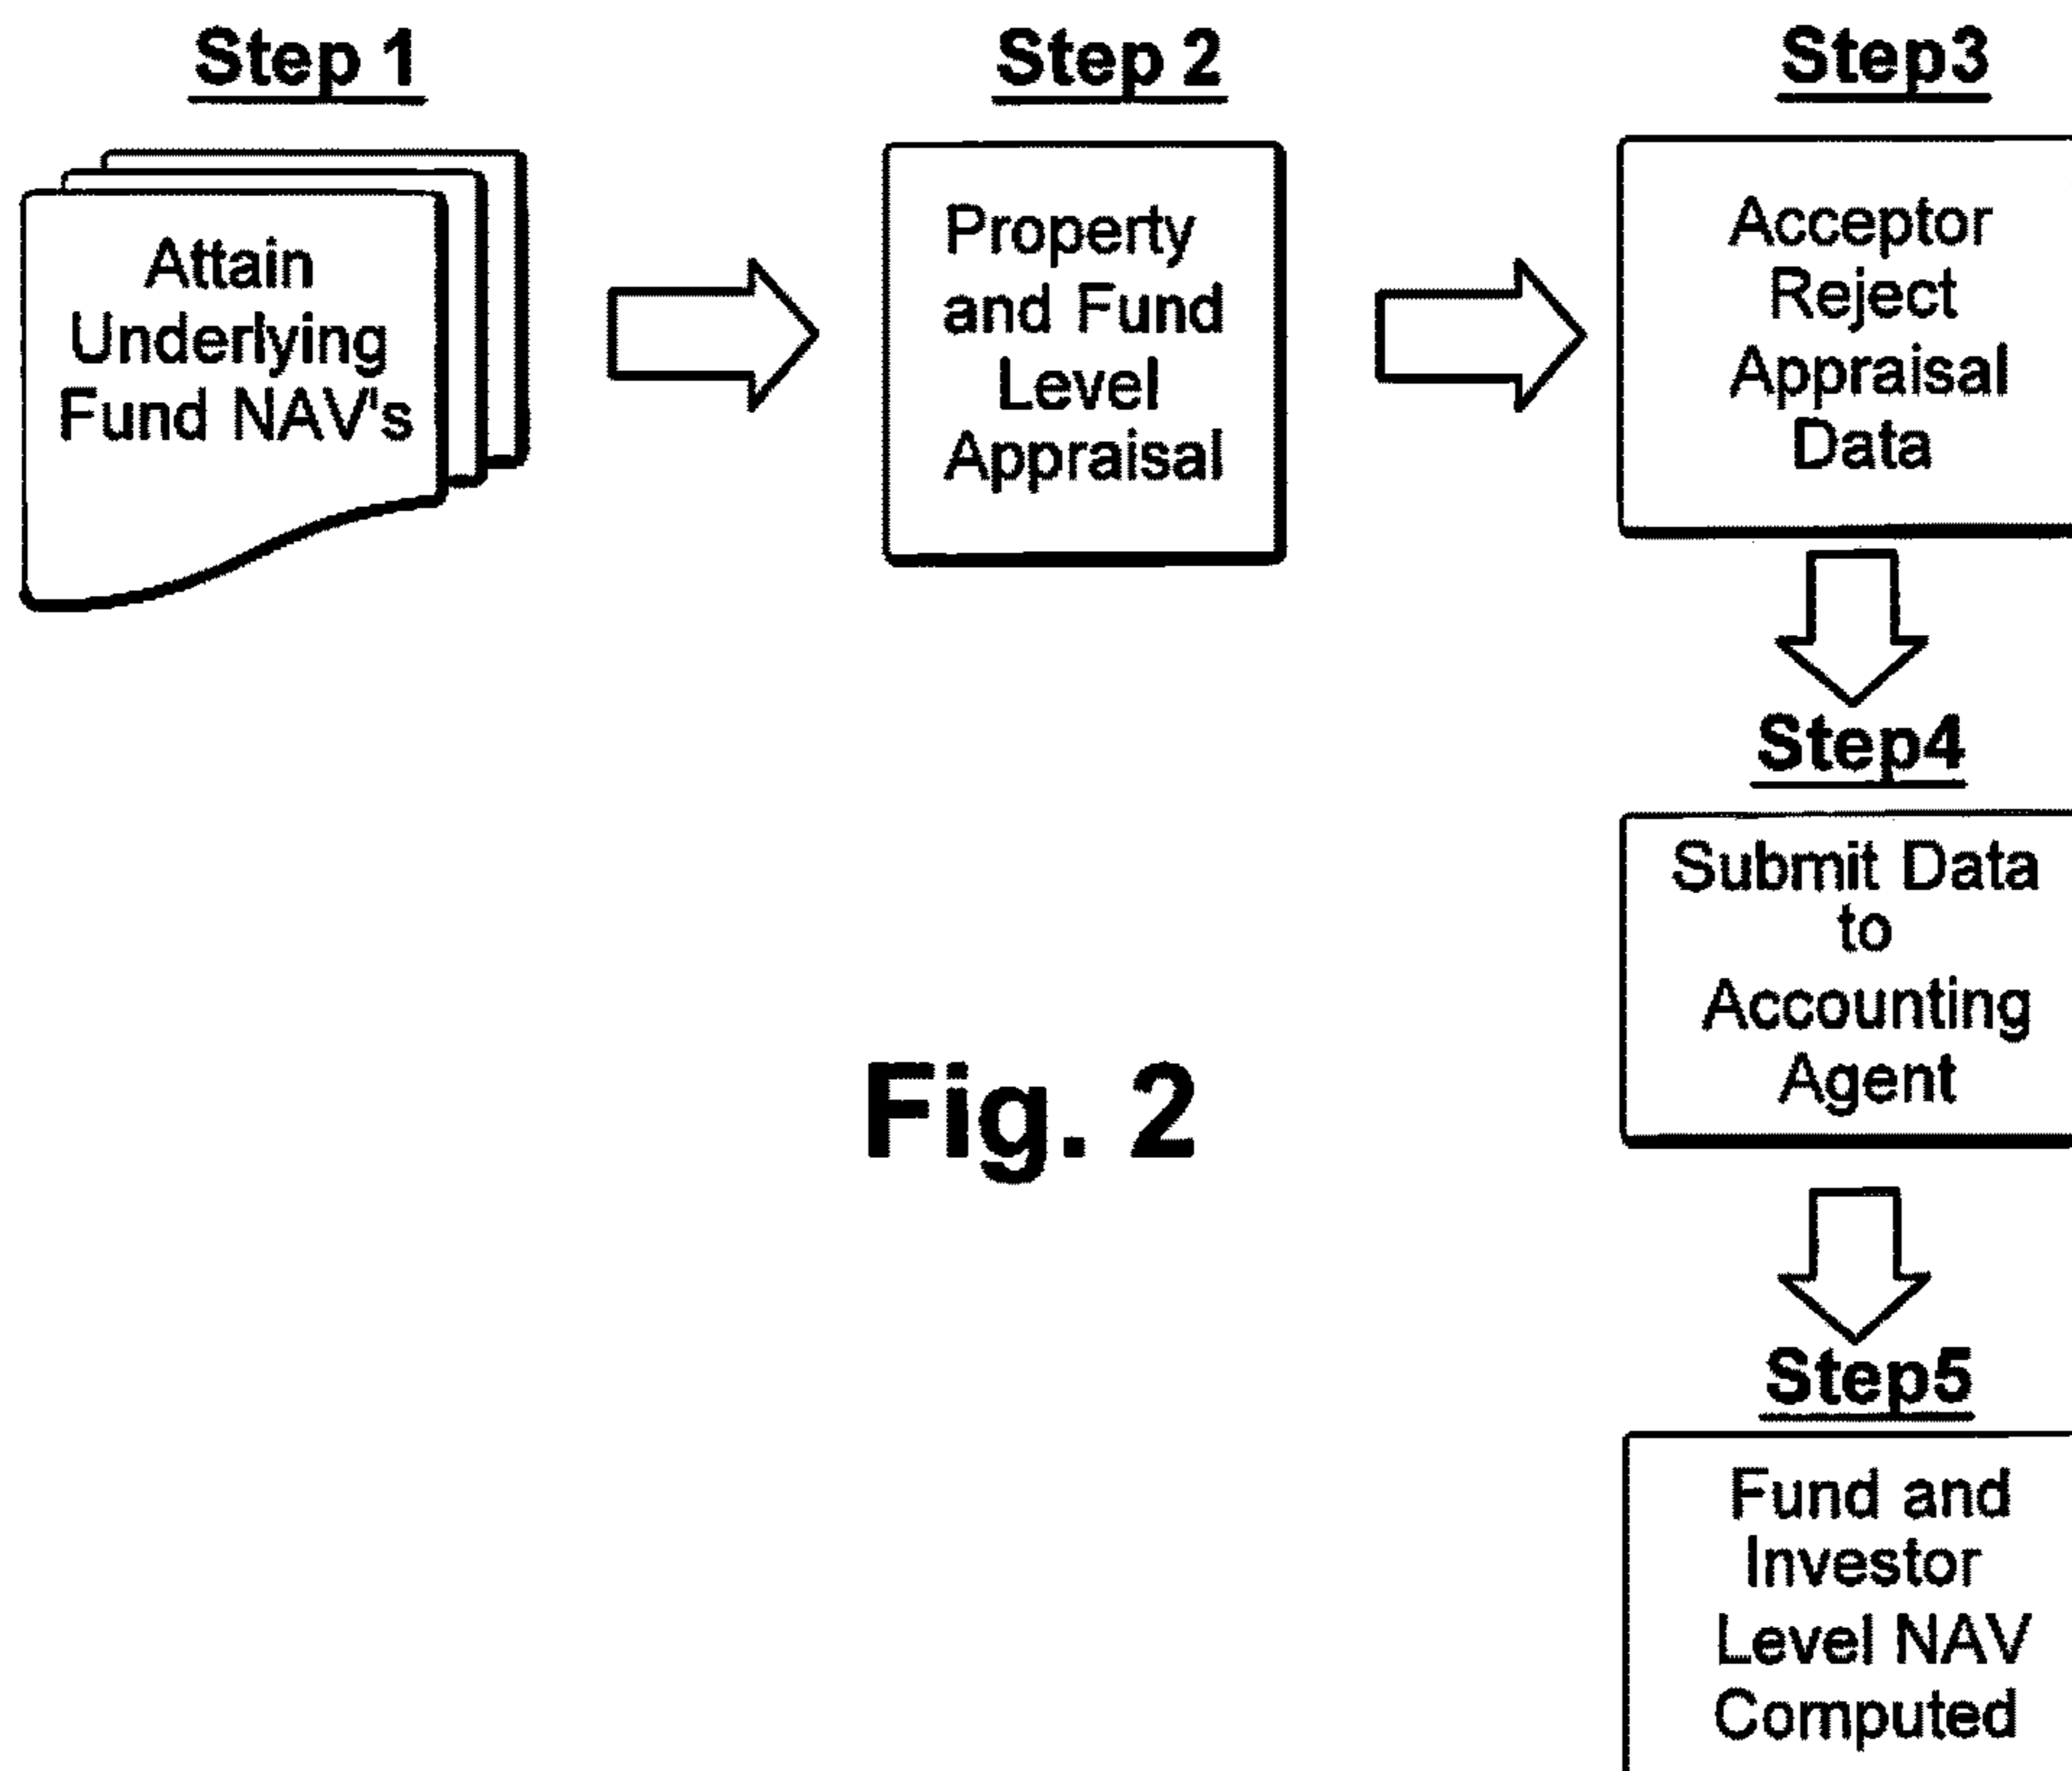 Step 1
Attain
Underlying
Fund NAV's
Step 2
Property
and Fund
Level
Appraisal
Step3
Acceptor
Reject
Appraisal
Data
Step4
Submit Data
to
Accounting
Agent
Step5
Fund and
Investor
Level NAV
Computed
Fig. 2